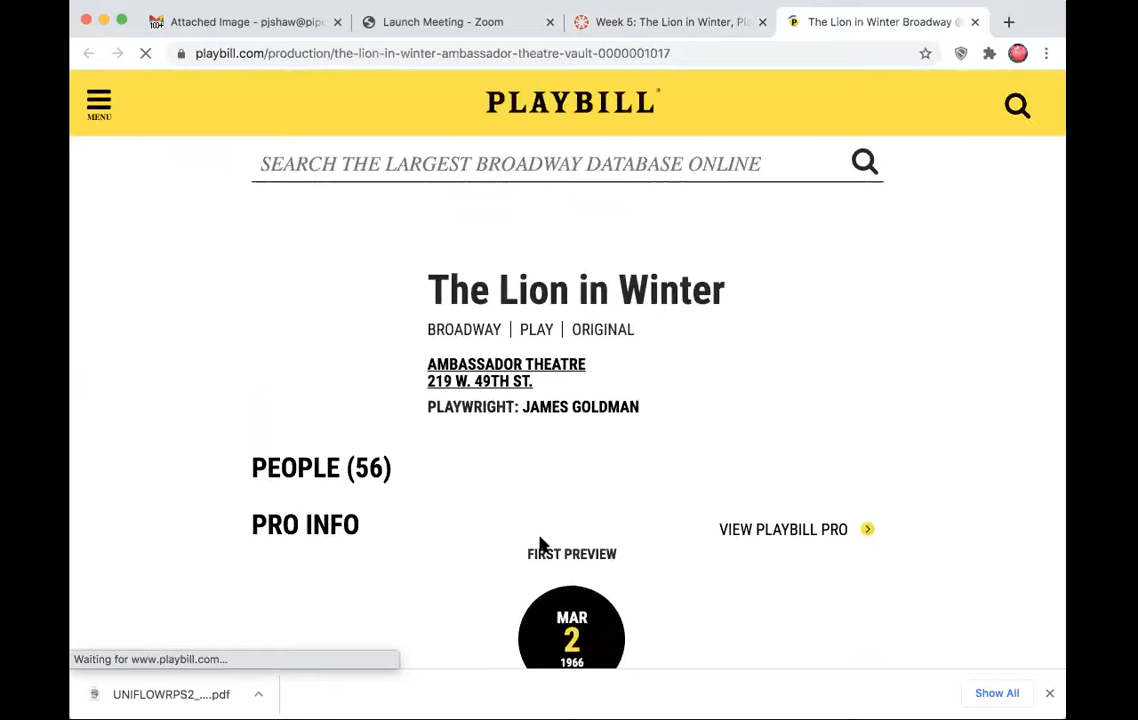 Attached Image - pjshaw@pipe
Launch Meeting - Zoom
Week 5: The Lion in Winter, Pl
The Lion in Winter Broadway @
playbill.com/production/the-lion-in-winter-ambassador-theatre-vault-0000001017
MENU
PLAYBILL
SEARCH THE LARGEST BROADWAY DATABASE ONLINE
The Lion in Winter
BROADWAY | PLAY | ORIGINAL
AMBASSADOR THEATRE
219 W. 49TH ST.
PLAYWRIGHT: JAMES GOLDMAN
PEOPLE (56)
PRO INFO
VIEW PLAYBILL PRO
FIRST PREVIEW
MAR
2
1966
Waiting for www.playbill.com...
UNIFLOWRPS2_....pdf
Show All